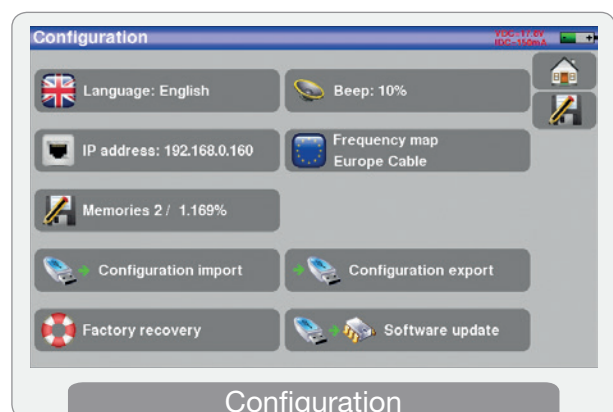 Configuration
VDC=17.8V
IDC=150mA
Language: English
Beep: 10%
IP address: 192.168.0.160
Frequency map
Europe Cable
Memories 2 / 1.169%
Configuration import
Configuration export
Factory recovery
Software update
Configuration